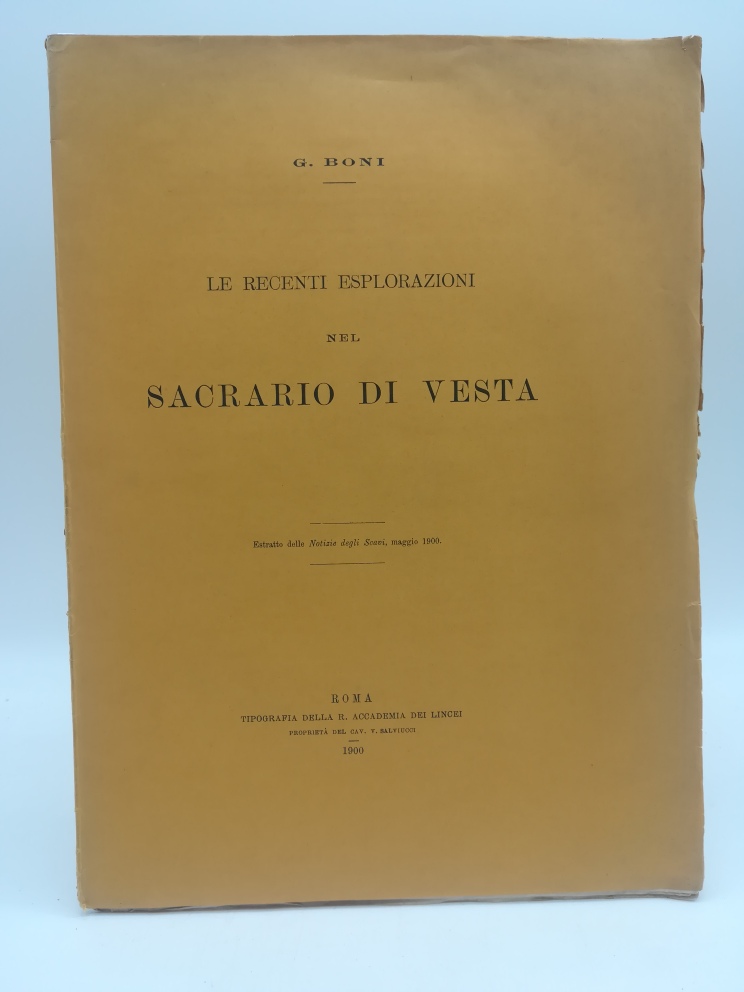 G. BONI
LE RECENTI ESPLORAZIONI
NEL
SACRARIO DI VESTA
Estratto delle Notizie degli Scavi, maggio 1900.
ROMA
TIPOGRAFIA DELLA R. ACCADEMIA DEI LINCEI
PROPRIETÀ DEL CAV. V. SALVIUCCI
1900